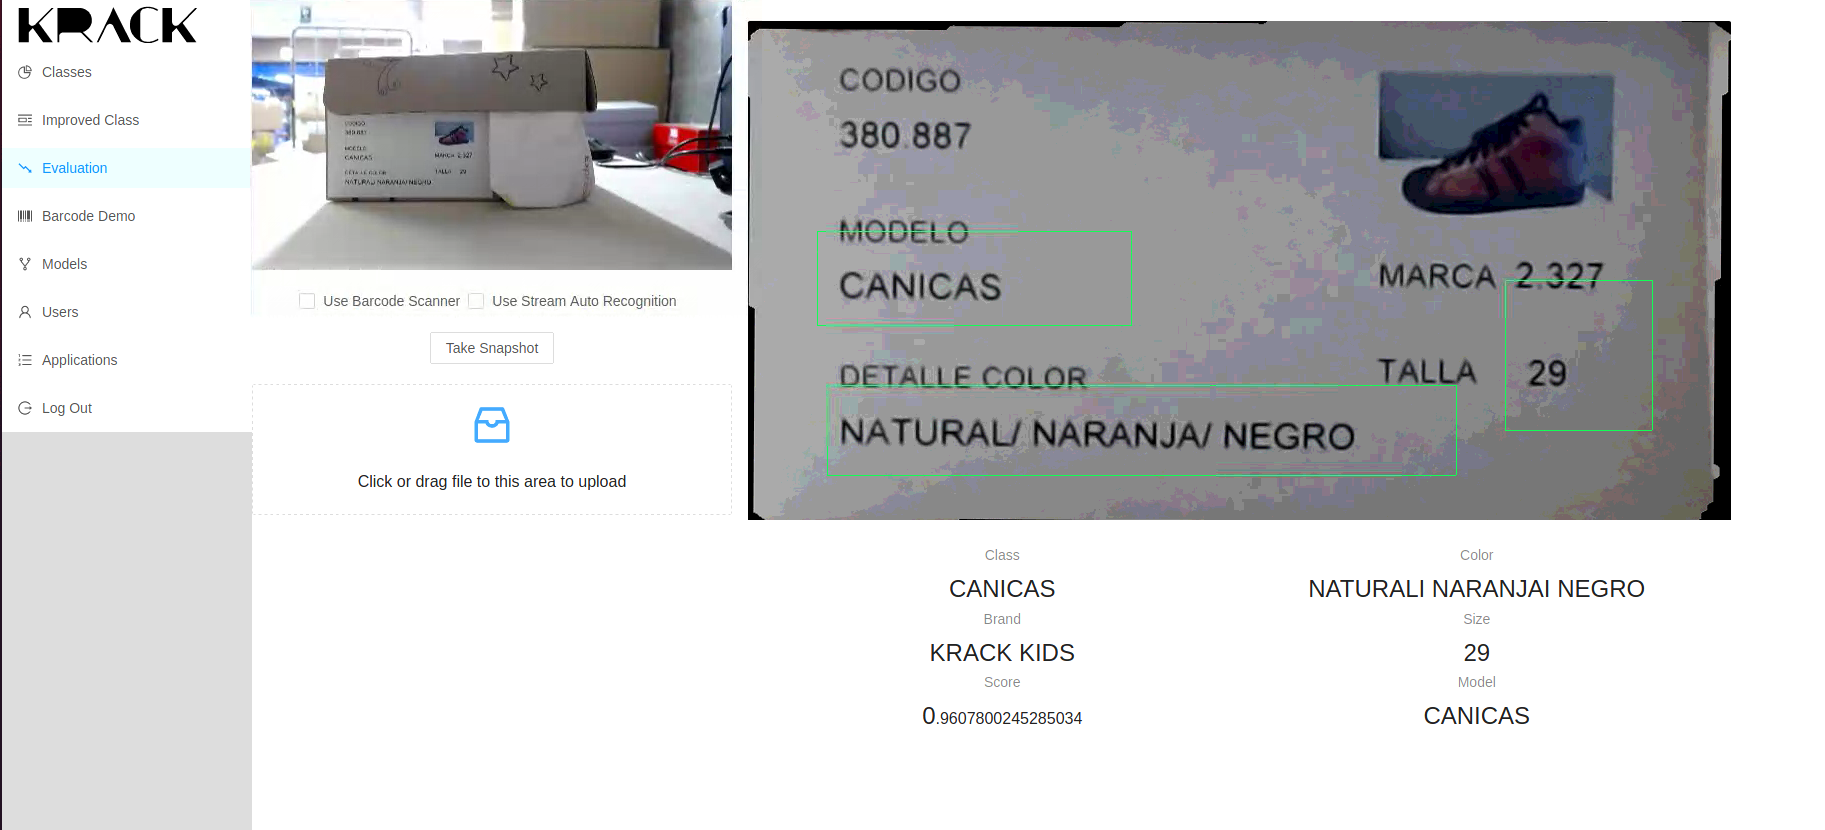 KRACK
Classes
Improved Class
Evaluation
Barcode Demo
Models
Users
Applications
Log Out
CODIGO
380.887
MODELO
CANICAS
MARCA 2.327
DETALLE COLOR
TALLA 29
NATURAL/ NARANJA/ NEGRO
Use Barcode Scanner
Use Stream Auto Recognition
Take Snapshot
Click or drag file to this area to upload
CODIGO
380.887
MODELO
CANICAS
MARCA 2.327
DETALLE COLOR
TALLA 29
NATURAL/ NARANJA/ NEGRO
Class
CANICAS
Color
NATURALI NARANJAI NEGRO
Brand
KRACK KIDS
Size
29
Score
0.9607800245285034
Model
CANICAS